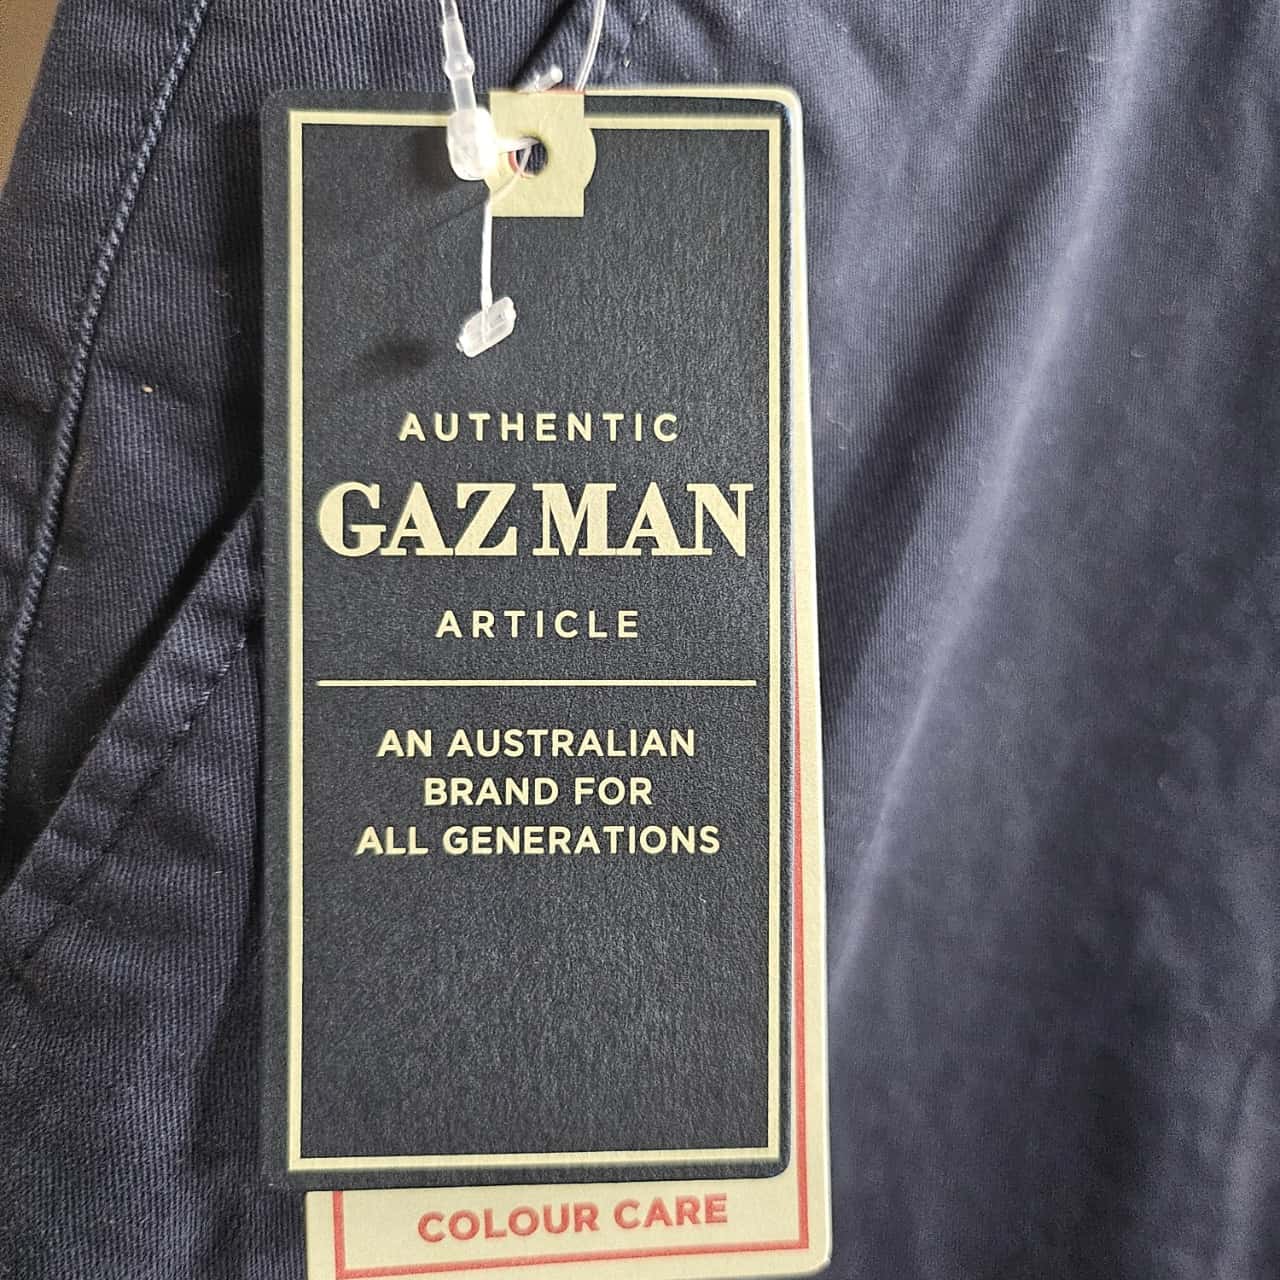 AUTHENTIC
GAZMAN
ARTICLE
AN AUSTRALIAN
BRAND FOR
ALL GENERATIONS
COLOUR CARE